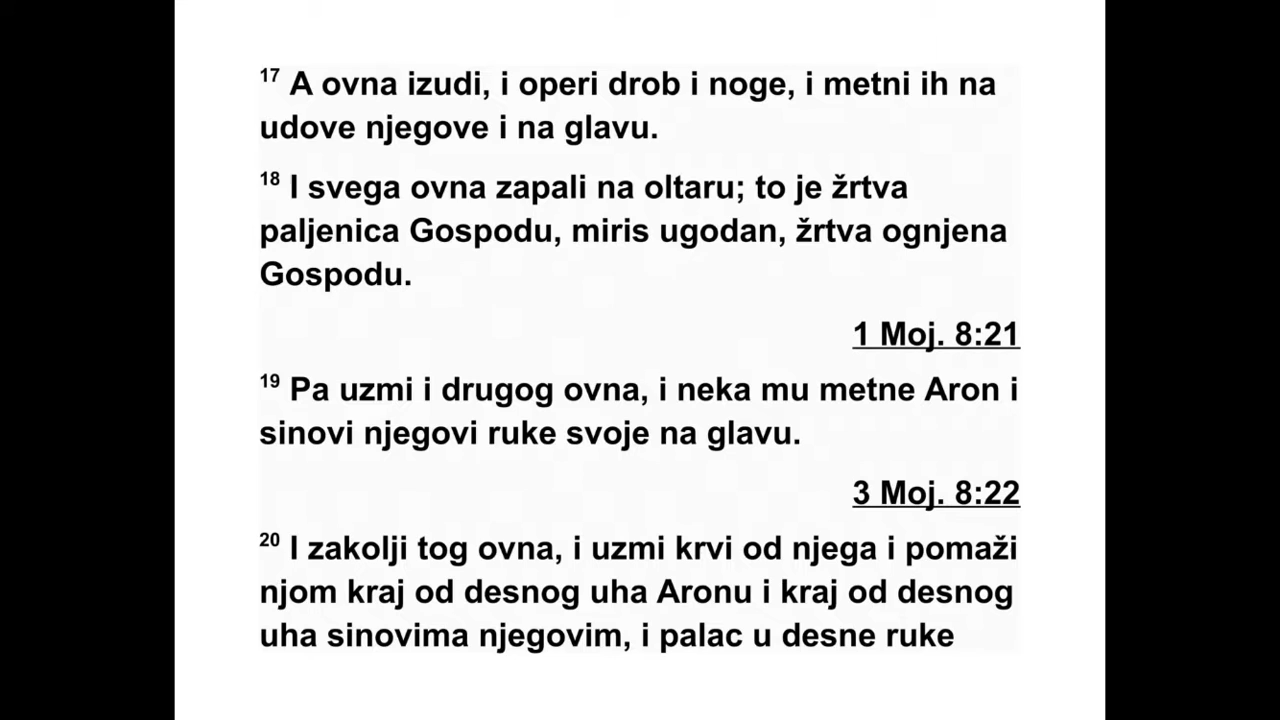 17 A ovna izudi, i operi drob i noge, i metni ih na
udove njegove i na glavu.
18 I svega ovna zapali na oltaru; to je žrtva
paljenica Gospodu, miris ugodan, žrtva ognjena
Gospodu.
1 Moj. 8:21
19 Pa uzmi i drugog ovna, i neka mu metne Aron i
sinovi njegovi ruke svoje na glavu.
3 Moj. 8:22
20 I zakolji tog ovna, i uzmi krvi od njega i pomaži
njom kraj od desnog uha Aronu i kraj od desnog
uha sinovima njegovim, i palac u desne ruke